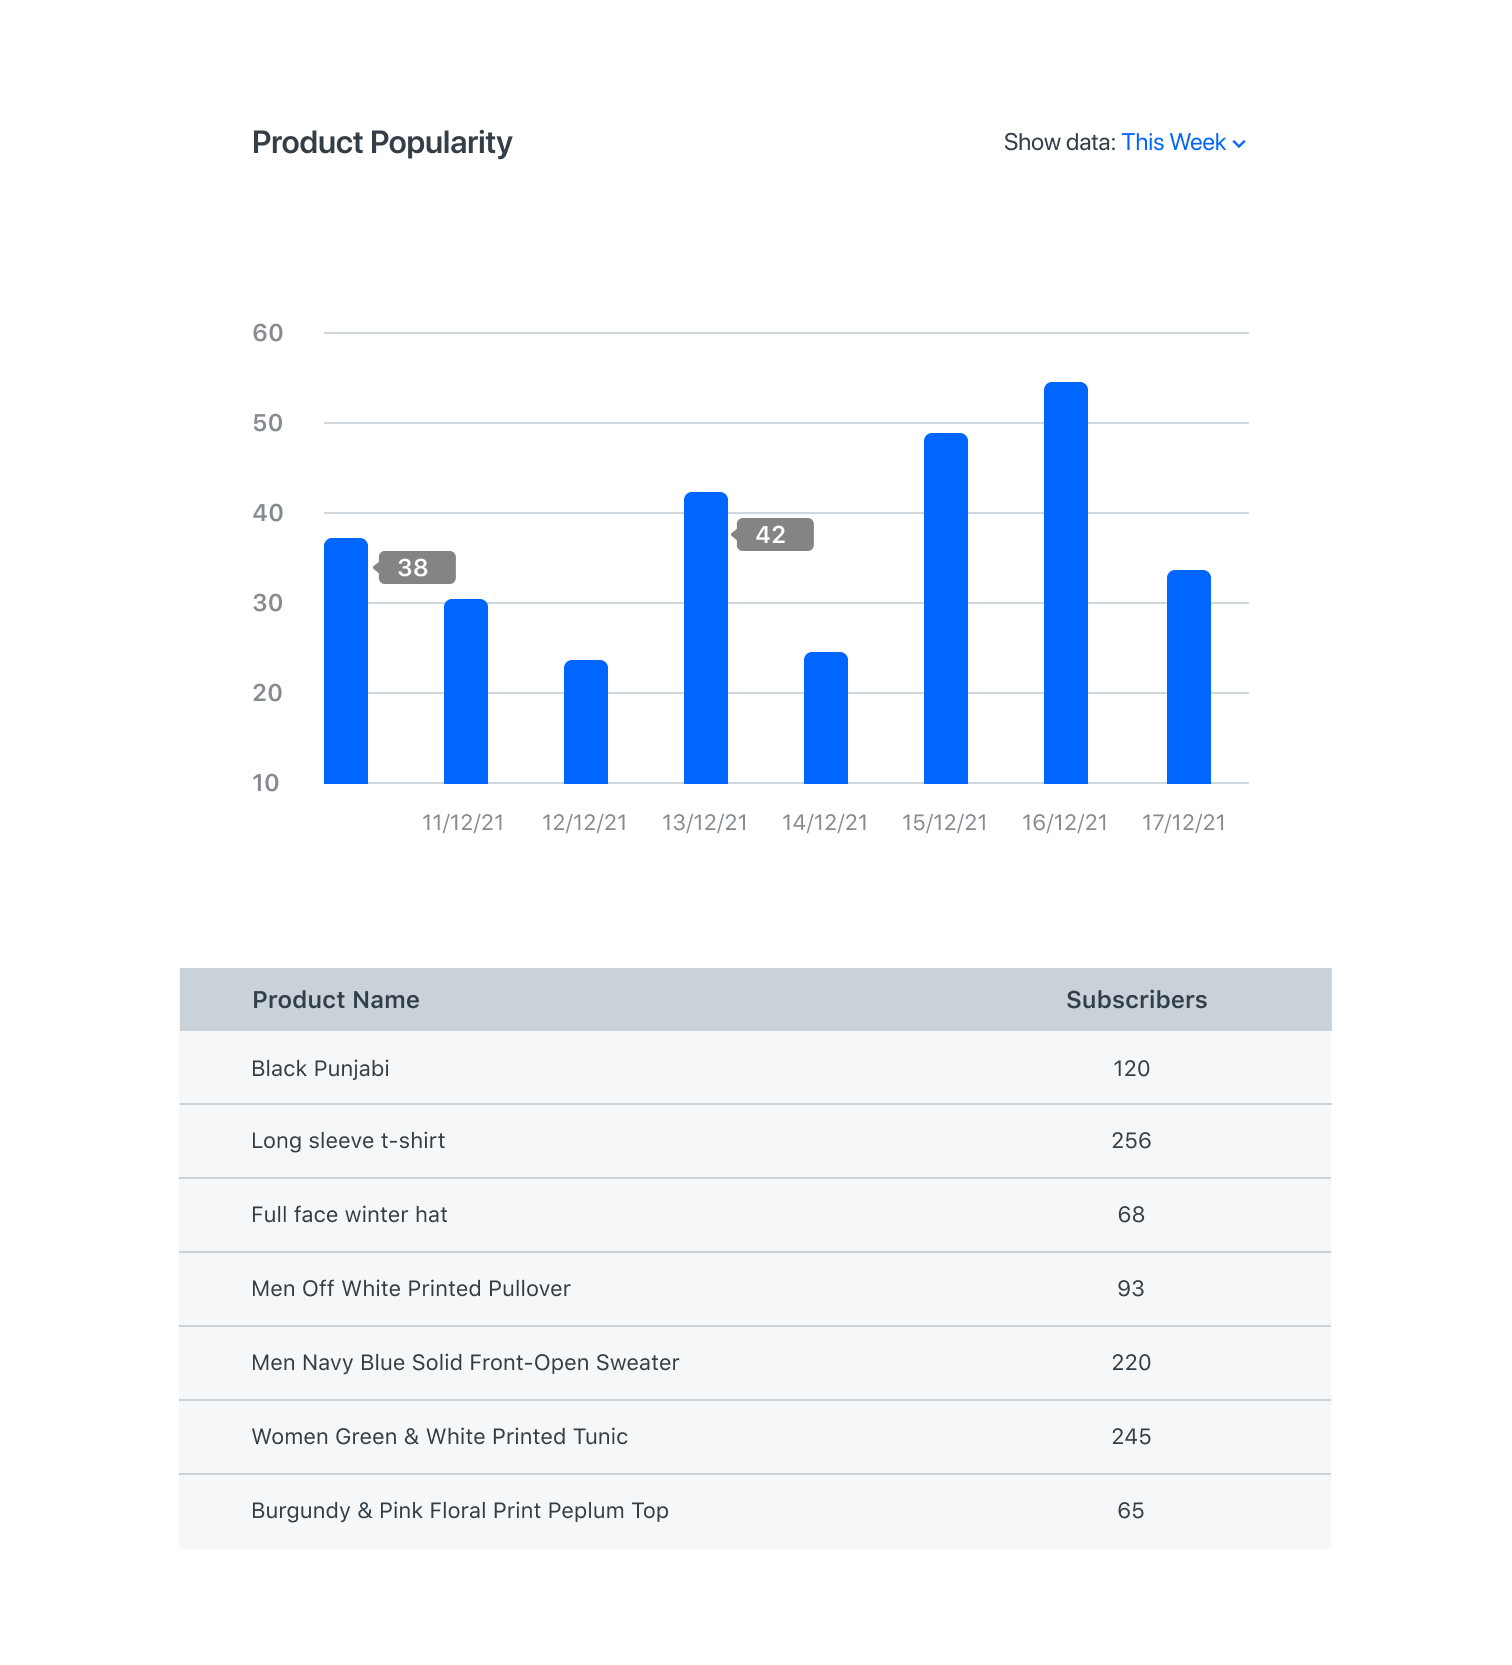 Product Popularity
Show data: This Week
60
50
40
42
38
30
20
10
11/12/21 12/12/21 13/12/21 14/12/21 15/12/21 16/12/21 17/12/21
Product Name Subscribers
Black Punjabi 120
Long sleeve t-shirt 256
Full face winter hat 68
Men Off White Printed Pullover 93
Men Navy Blue Solid Front-Open Sweater 220
Women Green & White Printed Tunic 245
Burgundy & Pink Floral Print Peplum Top 65